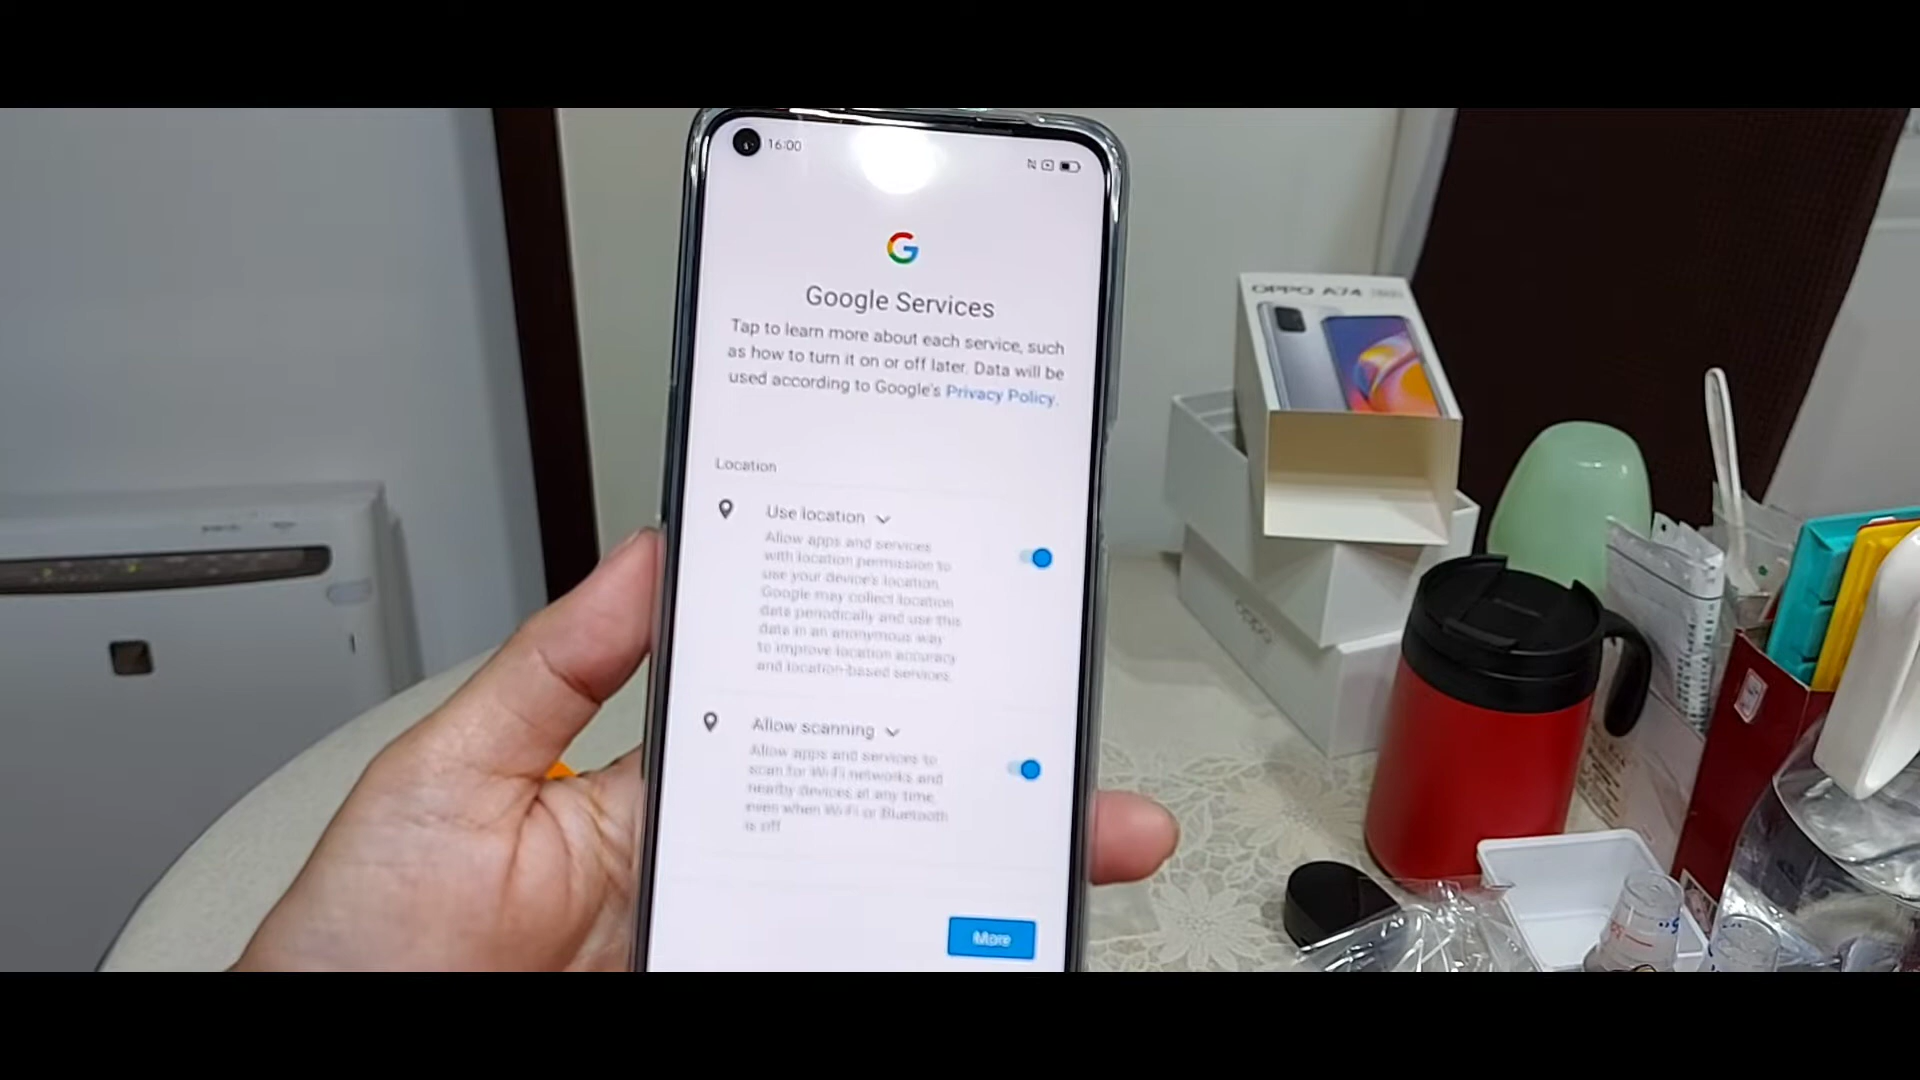 16:00
Google Services
Tap to learn more about each service, such
as how to turn it on or off later. Data will be
used according to Google's Privacy Policy.
Location
Use location
Allow apps and services
with location permission to
use your device's location.
Google may collect location
data periodically and use this
data in an anonymous way
to improve location accuracy
and location-based services.
Allow scanning
Allow apps and services to
scan for Wi-Fi networks and
nearby devices at any time,
even when Wi-Fi or Bluetooth
is off
More
OPPO A74
oppo